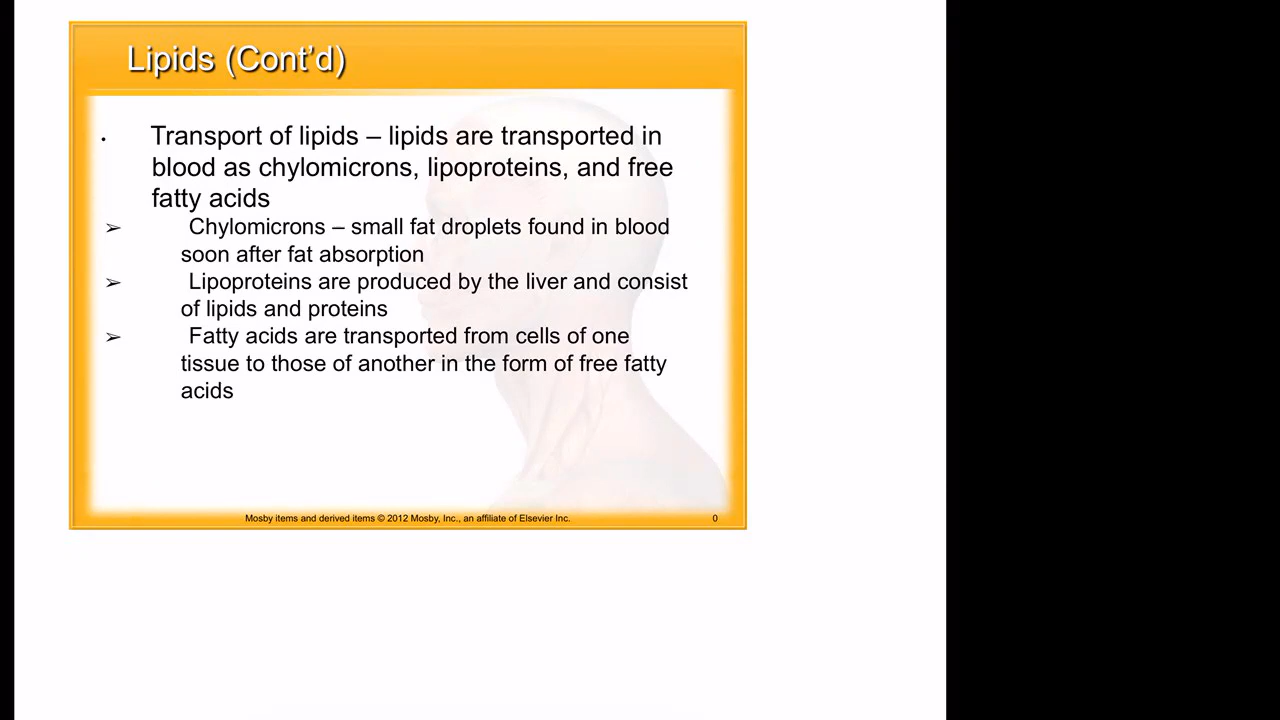 Lipids (Cont’d)
• Transport of lipids – lipids are transported in
blood as chylomicrons, lipoproteins, and free
fatty acids
➢ Chylomicrons – small fat droplets found in blood
soon after fat absorption
➢ Lipoproteins are produced by the liver and consist
of lipids and proteins
➢ Fatty acids are transported from cells of one
tissue to those of another in the form of free fatty
acids
Mosby items and derived items © 2012 Mosby, Inc., an affiliate of Elsevier Inc. 0